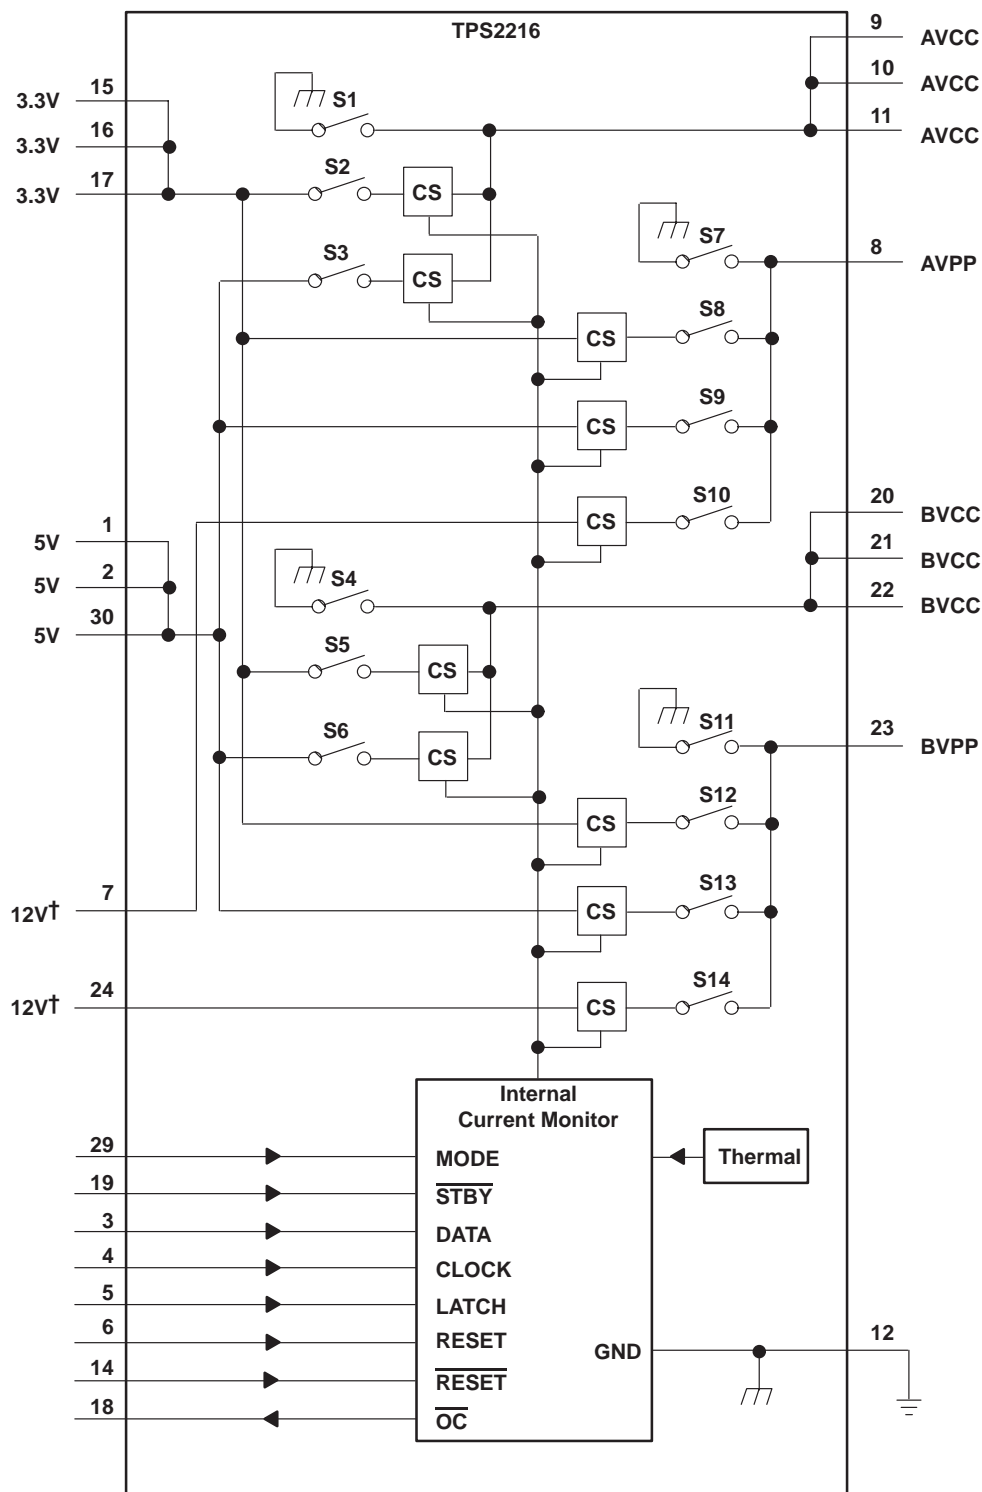 TPS2216
9
AVCC
10
AVCC
11
AVCC
15
3.3V
16
3.3V
17
3.3V
S1
S2
CS
S3
CS
S7
8
AVPP
S8
CS
S9
CS
S10
CS
1
5V
2
5V
30
5V
20
BVCC
21
BVCC
22
BVCC
S4
S5
CS
S6
CS
S11
23
BVPP
S12
CS
7
12V†
S13
CS
24
12V†
S14
CS
Internal
Current Monitor
Thermal
29
MODE
19
STBY
3
DATA
4
CLOCK
5
LATCH
6
RESET
14
RESET
18
OC
GND
12